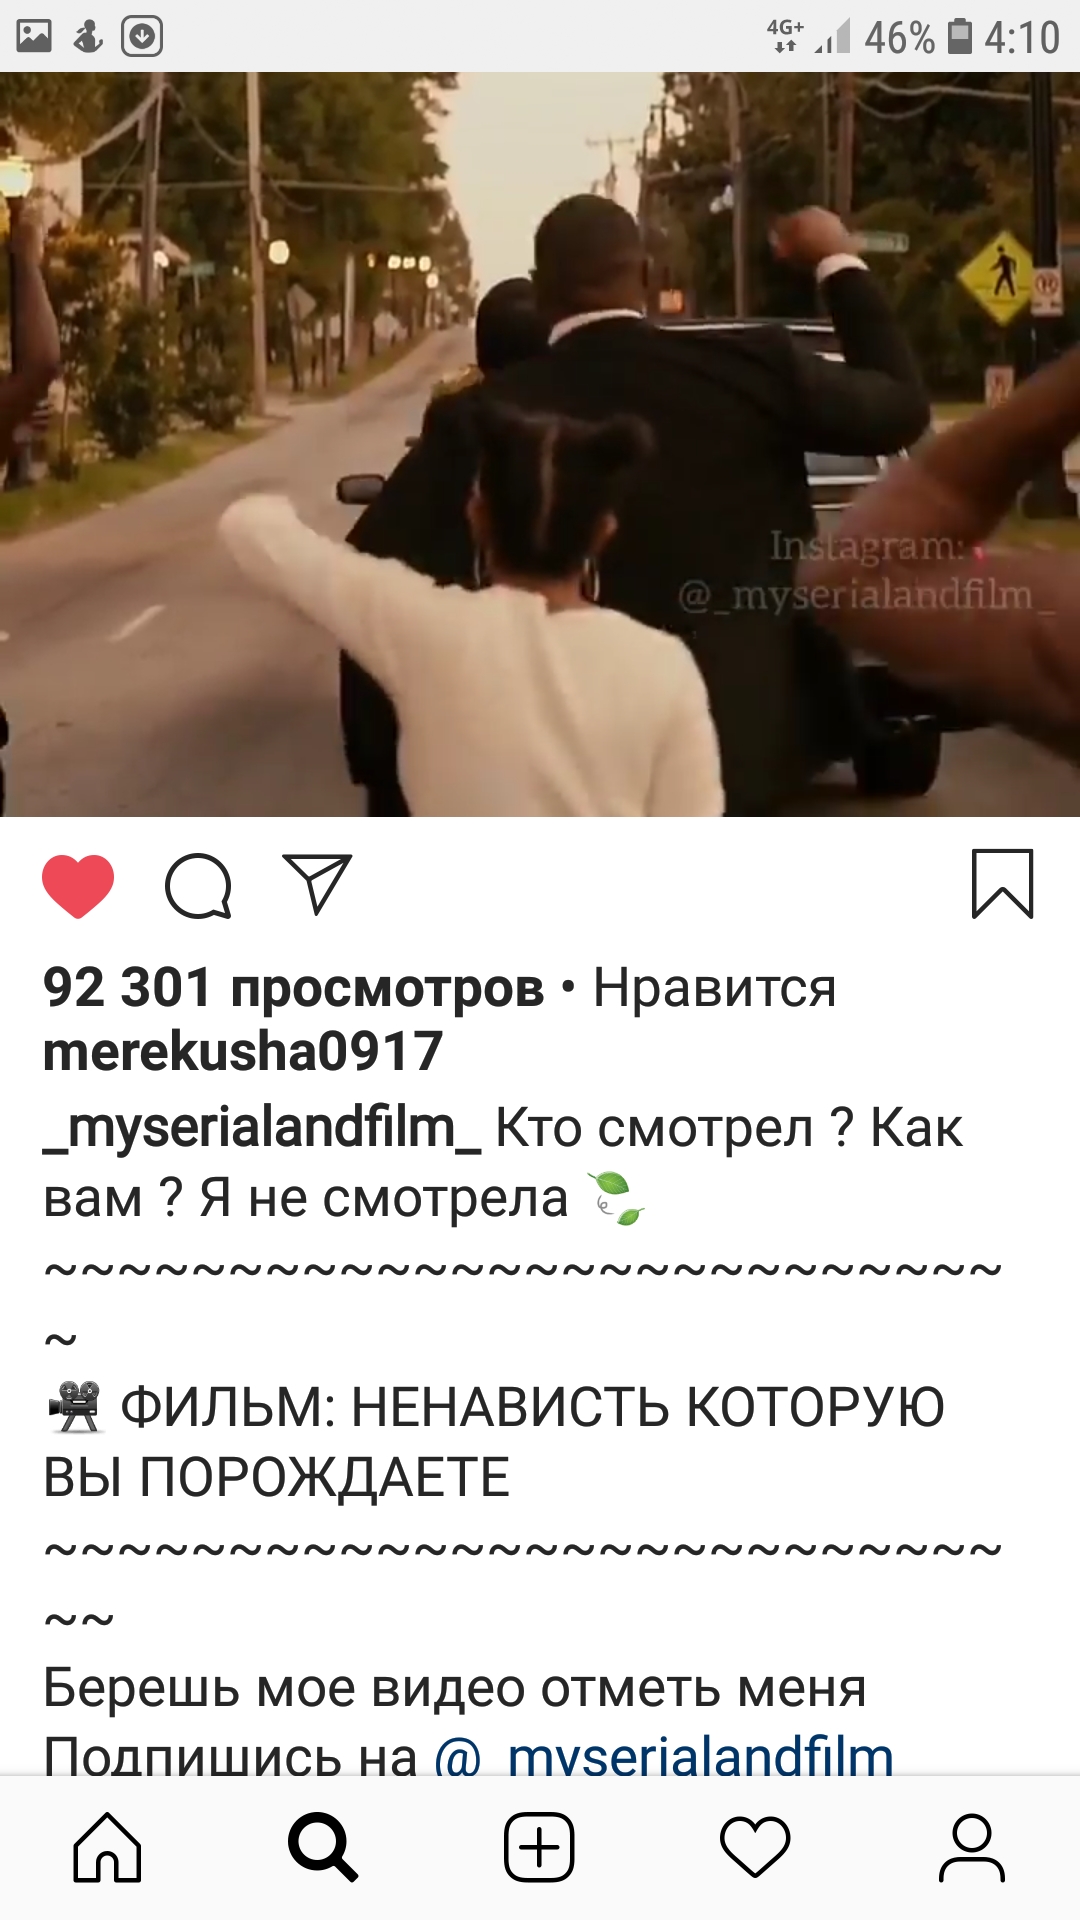 4G+ 46% 4:10
Instagram:
@_myserialandfilm_
92 301 просмотров • Нравится
merekusha0917
_myserialandfilm_ Кто смотрел ? Как
вам ? Я не смотрела 🍃
~~~~~~~~~~~~~~~~~~~~~~~~~~
~
🎥 ФИЛЬМ: НЕНАВИСТЬ КОТОРУЮ
ВЫ ПОРОЖДАЕТЕ
~~~~~~~~~~~~~~~~~~~~~~~~~~
~~
Берешь мое видео отметь меня
Подпишись на @_myserialandfilm